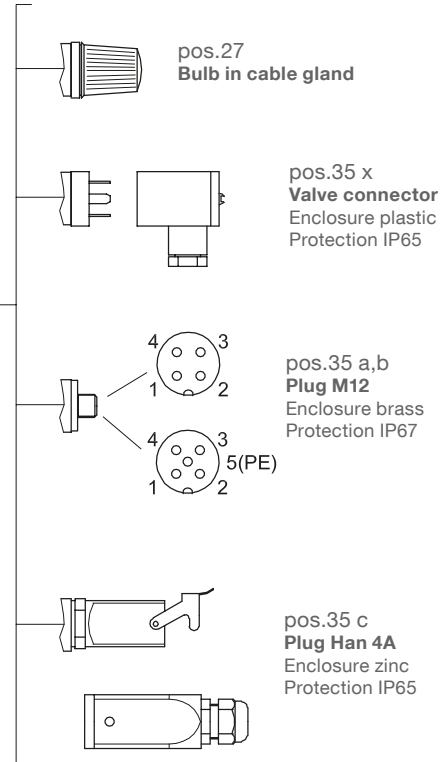 pos.27
Bulb in cable gland
pos.35 x
Valve connector
Enclosure plastic
Protection IP65
4 3
1 2
pos.35 a,b
Plug M12
Enclosure brass
Protection IP67
4 3
5(PE)
1 2
pos.35 c
Plug Han 4A
Enclosure zinc
Protection IP65